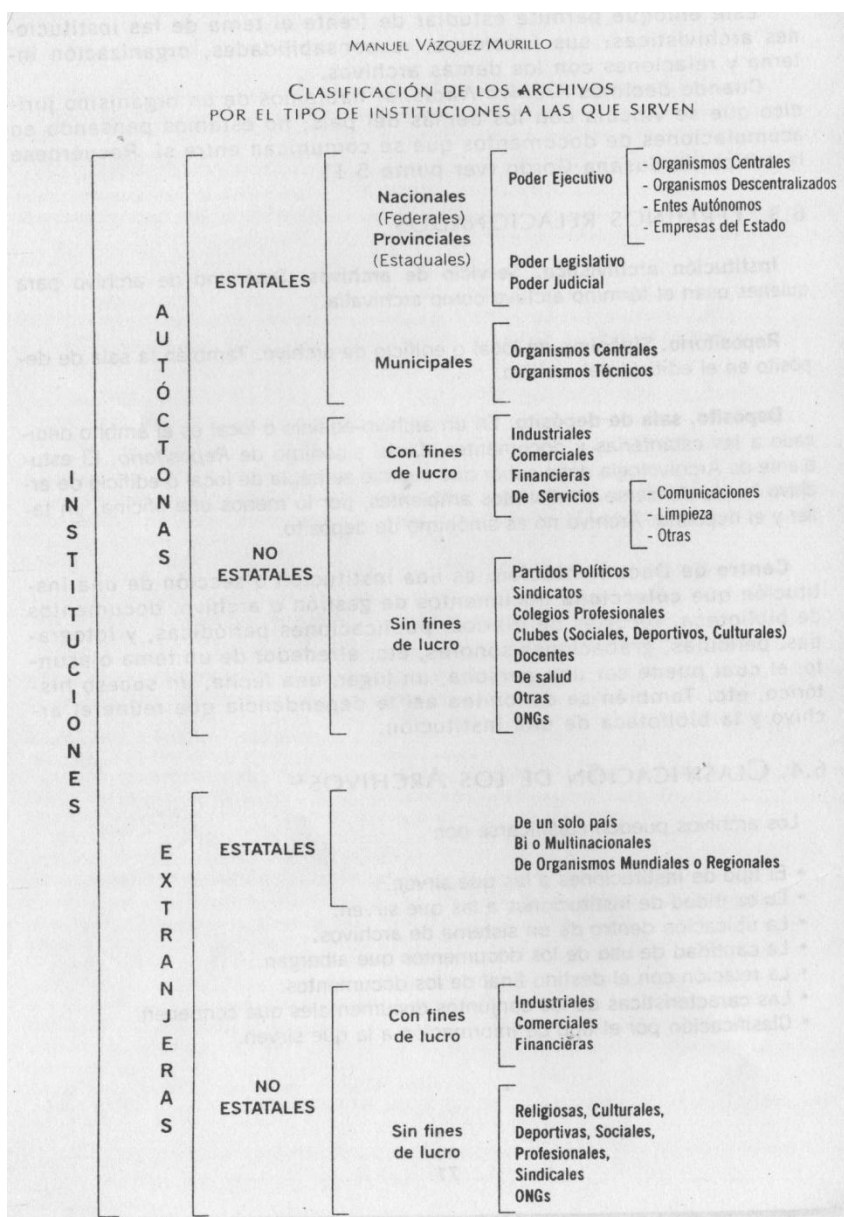 MANUEL VÁZQUEZ MURILLO
CLASIFICACIÓN DE LOS ARCHIVOS
POR EL TIPO DE INSTITUCIONES A LAS QUE SIRVEN
INSTITUCIONES
AUTÓCTONAS
ESTATALES
Nacionales
(Federales)
Provinciales
(Estaduales)
Poder Ejecutivo
- Organismos Centrales
- Organismos Descentralizados
- Entes Autónomos
- Empresas del Estado
Poder Legislativo
Poder Judicial
Municipales
Organismos Centrales
Organismos Técnicos
NO
ESTATALES
Con fines
de lucro
Industriales
Comerciales
Financieras
De Servicios
- Comunicaciones
- Limpieza
- Otras
Sin fines
de lucro
Partidos Políticos
Sindicatos
Colegios Profesionales
Clubes (Sociales, Deportivos, Culturales)
Docentes
De salud
Otras
ONGs
EXTRANJERAS
ESTATALES
De un solo país
Bi o Multinacionales
De Organismos Mundiales o Regionales
NO
ESTATALES
Con fines
de lucro
Industriales
Comerciales
Financieras
Sin fines
de lucro
Religiosas, Culturales,
Deportivas, Sociales,
Profesionales,
Sindicales
ONGs